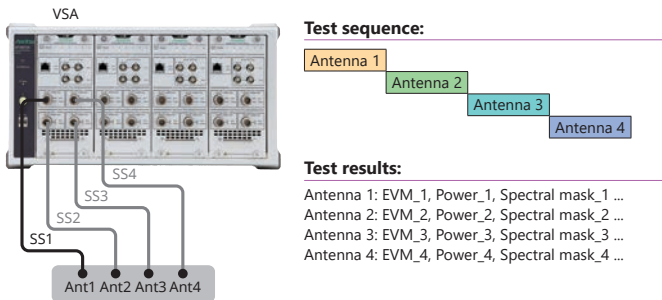 VSA
SS4
SS3
SS2
SS1
Ant1 Ant2 Ant3 Ant4
Test sequence:
Antenna 1
Antenna 2
Antenna 3
Antenna 4
Test results:
Antenna 1: EVM_1, Power_1, Spectral mask_1 ...
Antenna 2: EVM_2, Power_2, Spectral mask_2 ...
Antenna 3: EVM_3, Power_3, Spectral mask_3 ...
Antenna 4: EVM_4, Power_4, Spectral mask_4 ...